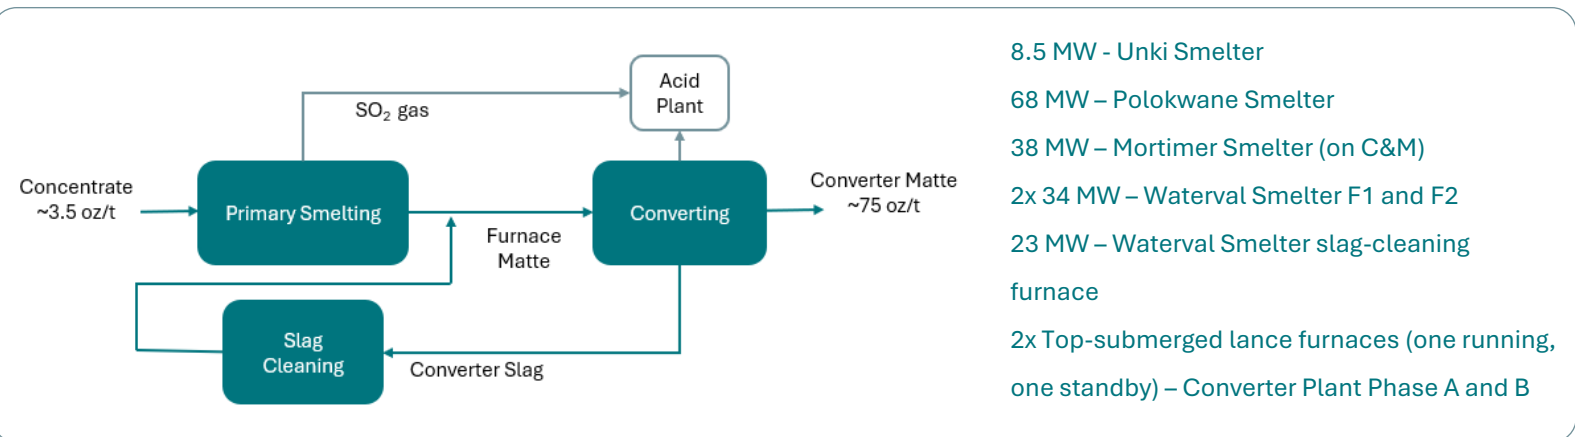 Acid
Plant
SO₂ gas
Concentrate
~3.5 oz/t
Primary Smelting
Furnace
Matte
Converting
Converter Matte
~75 oz/t
Slag
Cleaning
Converter Slag
8.5 MW - Unki Smelter
68 MW – Polokwane Smelter
38 MW – Mortimer Smelter (on C&M)
2x 34 MW – Waterval Smelter F1 and F2
23 MW – Waterval Smelter slag-cleaning
furnace
2x Top-submerged lance furnaces (one running,
one standby) – Converter Plant Phase A and B